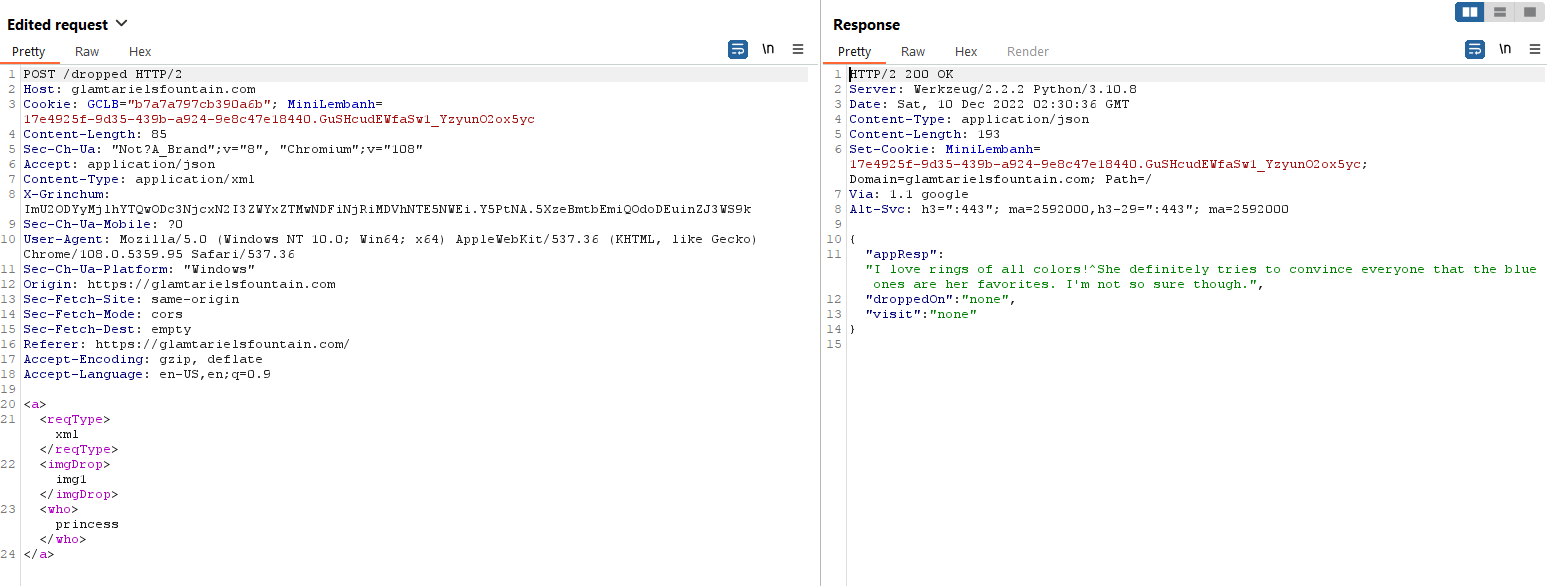 Edited request
Pretty Raw Hex
\n
1 POST /dropped HTTP/2
2 Host: glamtarielsfountain.com
3 Cookie: GCLB="b7a7a797cb390a6b"; MiniLembanh=
17e4925f-9d35-439b-a924-9e8c47e18440.GuSHcudEWfaSw1_YzyunO2ox5yc
4 Content-Length: 85
5 Sec-Ch-Ua: "Not?A_Brand";v="8", "Chromium";v="108"
6 Accept: application/json
7 Content-Type: application/xml
8 X-Grinchum:
ImU2ODYyMjlhYTQwODc3NjcxN2I3ZWYxZTMwNDFiNjRiMDVhNTE5NWEi.Y5PtNA.5XzeBmtbEmiQOdoDEuinZJ3WS9k
9 Sec-Ch-Ua-Mobile: ?0
10 User-Agent: Mozilla/5.0 (Windows NT 10.0; Win64; x64) AppleWebKit/537.36 (KHTML, like Gecko)
Chrome/108.0.5359.95 Safari/537.36
11 Sec-Ch-Ua-Platform: "Windows"
12 Origin: https://glamtarielsfountain.com
13 Sec-Fetch-Site: same-origin
14 Sec-Fetch-Mode: cors
15 Sec-Fetch-Dest: empty
16 Referer: https://glamtarielsfountain.com/
17 Accept-Encoding: gzip, deflate
18 Accept-Language: en-US,en;q=0.9
19
20 <a>
21 <reqType>
xml
</reqType>
22 <imgDrop>
img1
</imgDrop>
23 <who>
princess
</who>
24 </a>
Response
Pretty Raw Hex Render
\n
1 HTTP/2 200 OK
2 Server: Werkzeug/2.2.2 Python/3.10.8
3 Date: Sat, 10 Dec 2022 02:30:36 GMT
4 Content-Type: application/json
5 Content-Length: 193
6 Set-Cookie: MiniLembanh=
17e4925f-9d35-439b-a924-9e8c47e18440.GuSHcudEWfaSw1_YzyunO2ox5yc;
Domain=glamtarielsfountain.com; Path=/
7 Via: 1.1 google
8 Alt-Svc: h3=":443"; ma=2592000,h3-29=":443"; ma=2592000
9
10 {
11 "appResp":
"I love rings of all colors!^She definitely tries to convince everyone that the blue
ones are her favorites. I'm not so sure though.",
12 "droppedOn":"none",
13 "visit":"none"
14 }
15